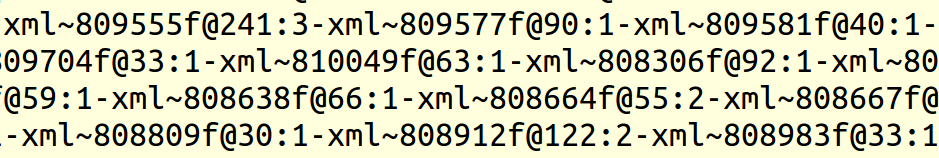 -xml~809555f@241:3-xml~809577f@90:1-xml~809581f@40:1-
809704f@33:1-xml~810049f@63:1-xml~808306f@92:1-xml~80
f@59:1-xml~808638f@66:1-xml~808664f@55:2-xml~808667f@
-xml~808809f@30:1-xml~808912f@122:2-xml~808983f@33:1